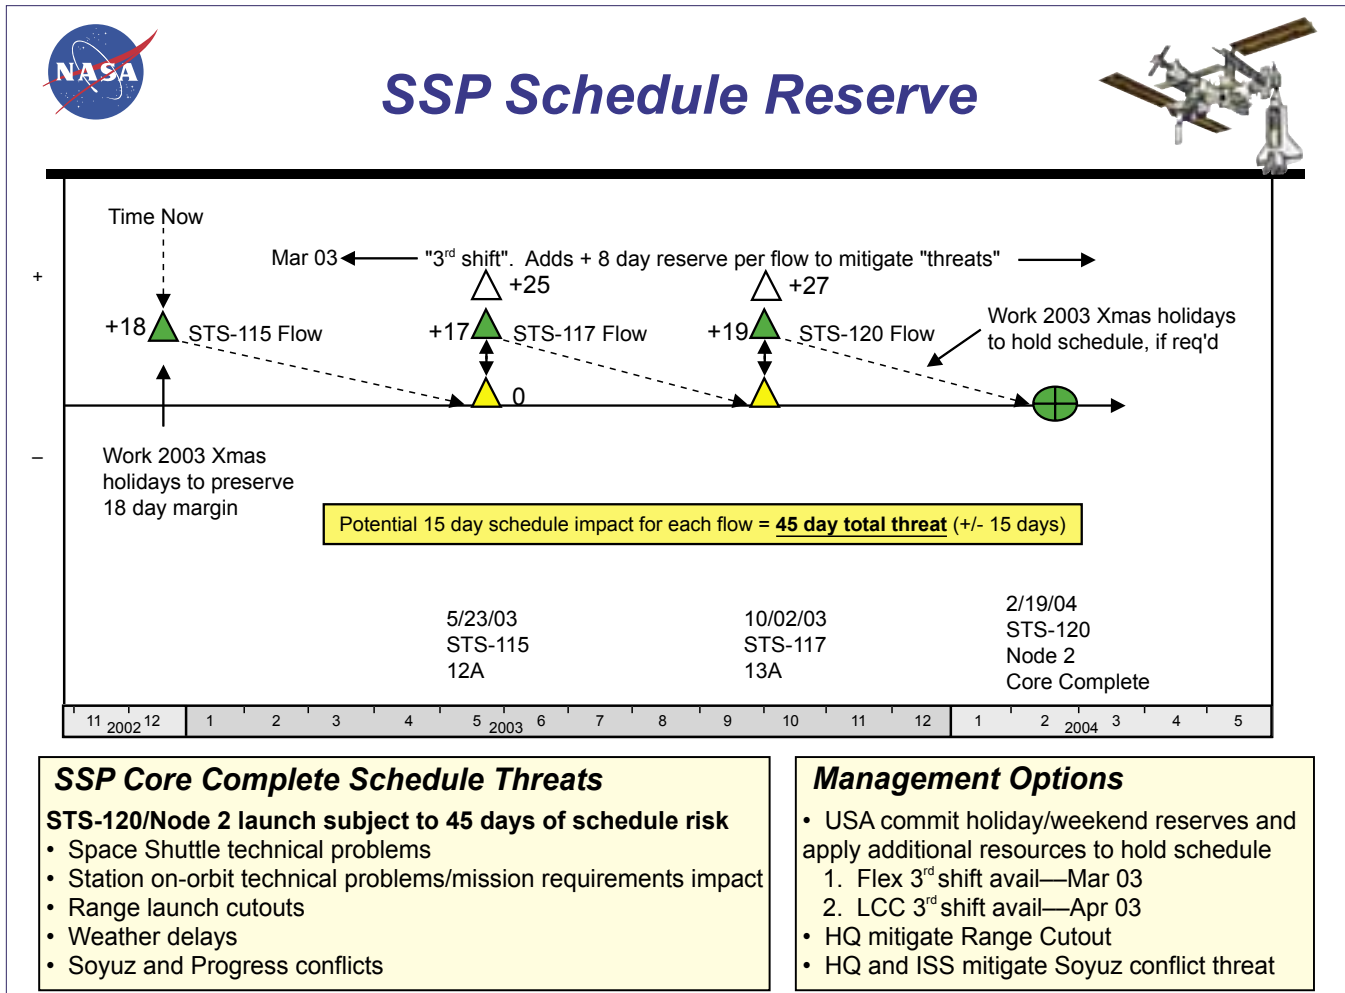 NASA
SSP Schedule Reserve
Time Now
Mar 03
"3rd shift". Adds + 8 day reserve per flow to mitigate "threats"
+
+25
+27
+18
STS-115 Flow
+17
STS-117 Flow
+19
STS-120 Flow
Work 2003 Xmas holidays
to hold schedule, if req'd
0
–
Work 2003 Xmas
holidays to preserve
18 day margin
Potential 15 day schedule impact for each flow = 45 day total threat (+/- 15 days)
5/23/03
STS-115
12A
10/02/03
STS-117
13A
2/19/04
STS-120
Node 2
Core Complete
11 12 1 2 3 4 5 6 7 8 9 10 11 12 1 2 3 4 5
2002 2003 2004
SSP Core Complete Schedule Threats
STS-120/Node 2 launch subject to 45 days of schedule risk
• Space Shuttle technical problems
• Station on-orbit technical problems/mission requirements impact
• Range launch cutouts
• Weather delays
• Soyuz and Progress conflicts
Management Options
• USA commit holiday/weekend reserves and
apply additional resources to hold schedule
1. Flex 3rd shift avail—Mar 03
2. LCC 3rd shift avail—Apr 03
• HQ mitigate Range Cutout
• HQ and ISS mitigate Soyuz conflict threat